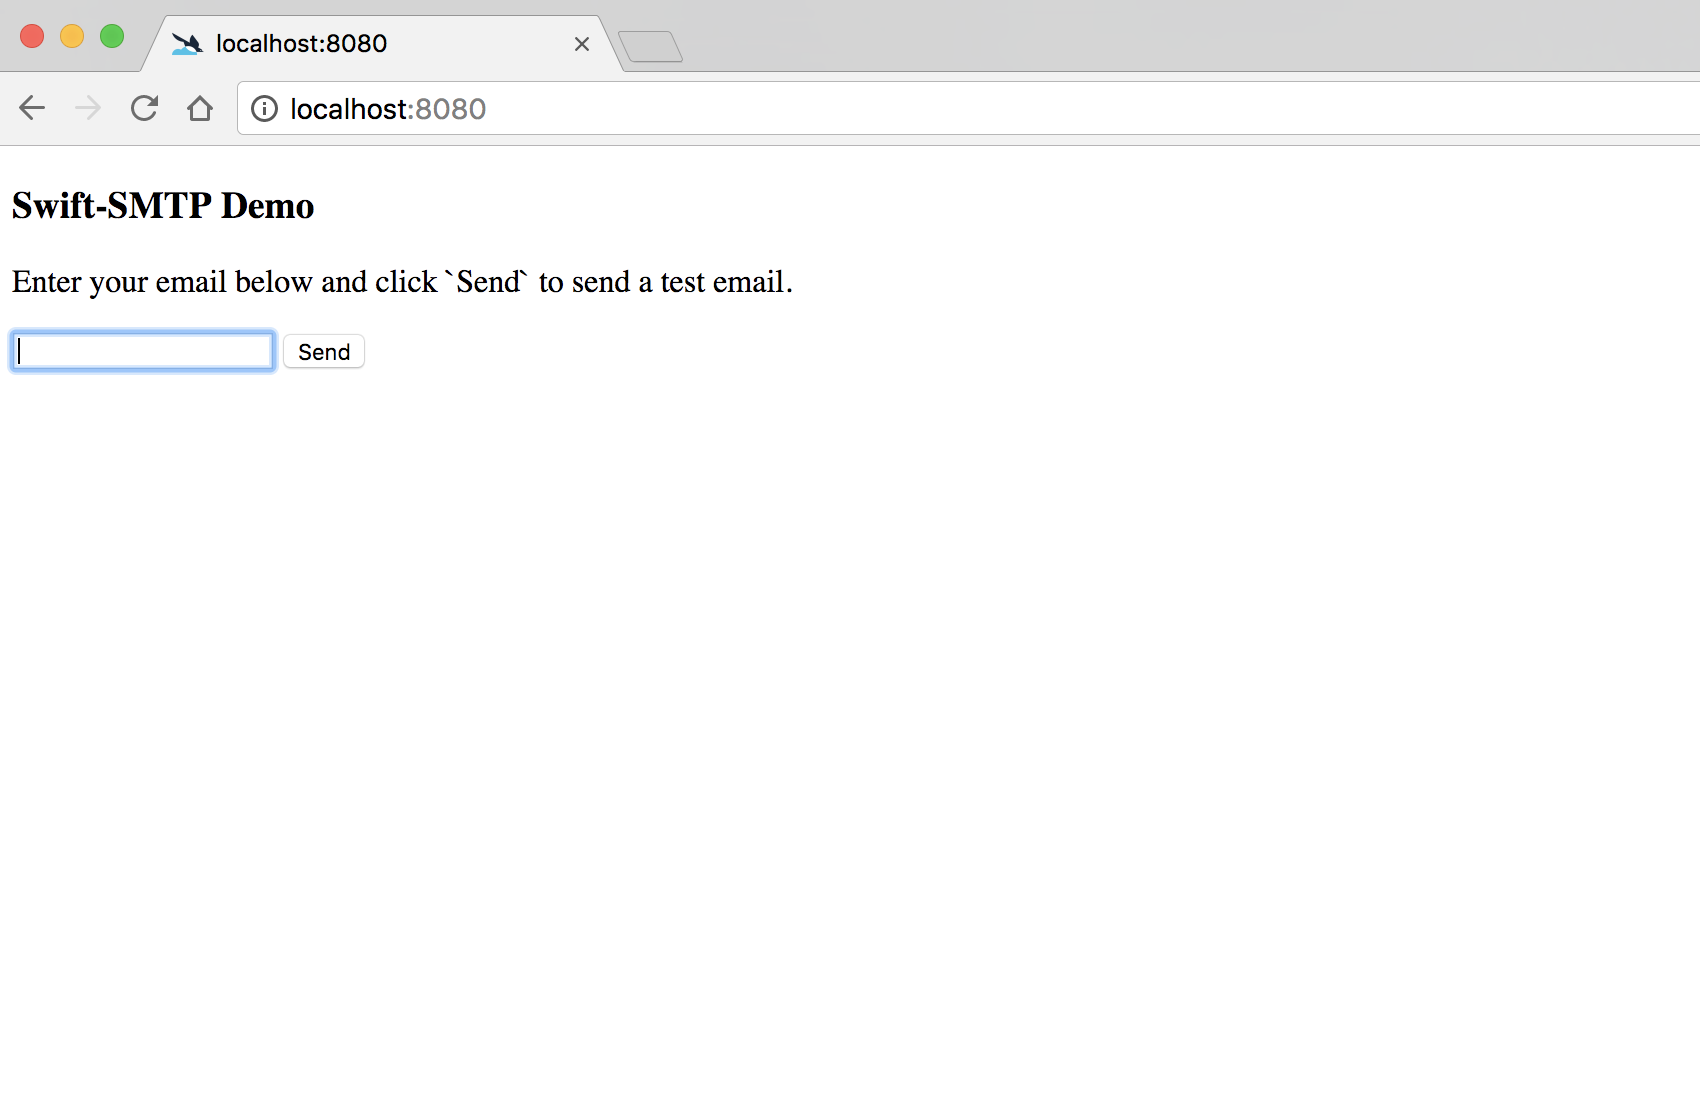 localhost:8080
localhost:8080
Swift-SMTP Demo
Enter your email below and click `Send` to send a test email.
Send